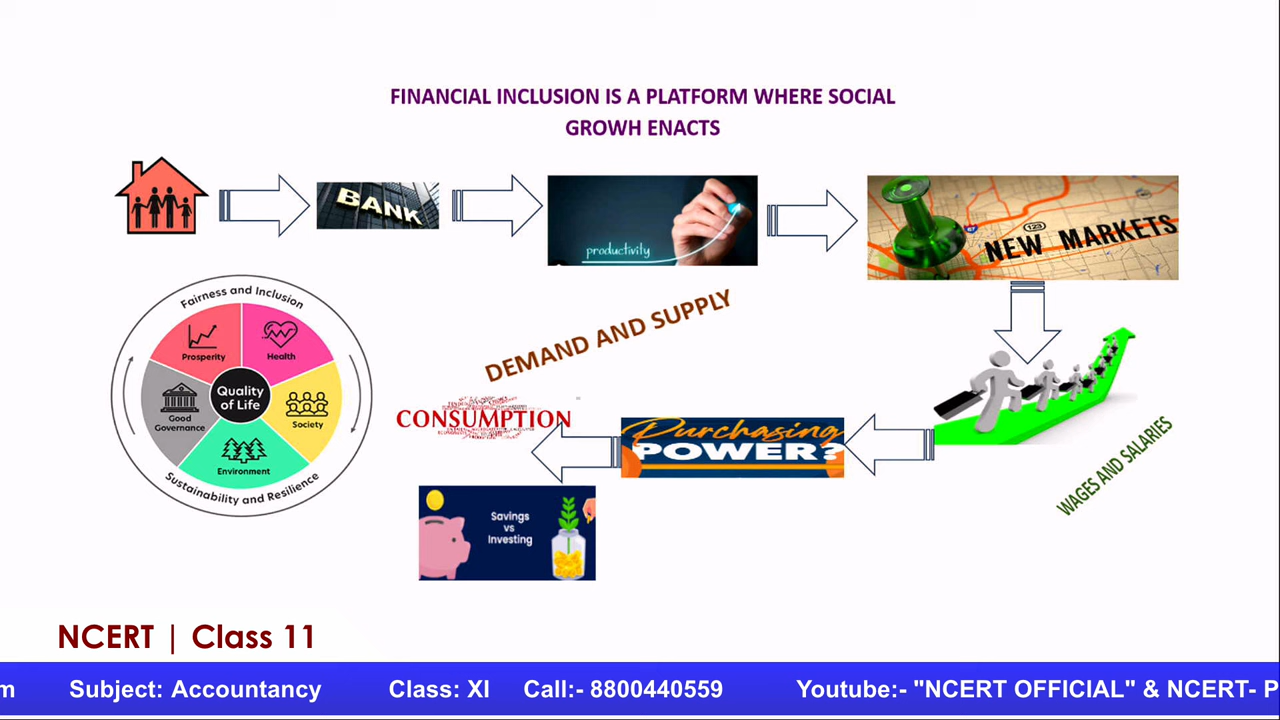 FINANCIAL INCLUSION IS A PLATFORM WHERE SOCIAL
GROWH ENACTS
BANK
productivity
123
NEW MARKETS
Fairness and Inclusion
Prosperity
Health
Quality
of Life
Good
Governance
Society
Environment
Sustainability and Resilience
DEMAND AND SUPPLY
CONSUMPTION
Purchasing
POWER?
WAGES AND SALARIES
Savings
vs
Investing
NCERT | Class 11
m Subject: Accountancy Class: XI Call:- 8800440559 Youtube:- "NCERT OFFICIAL" & NCERT- P